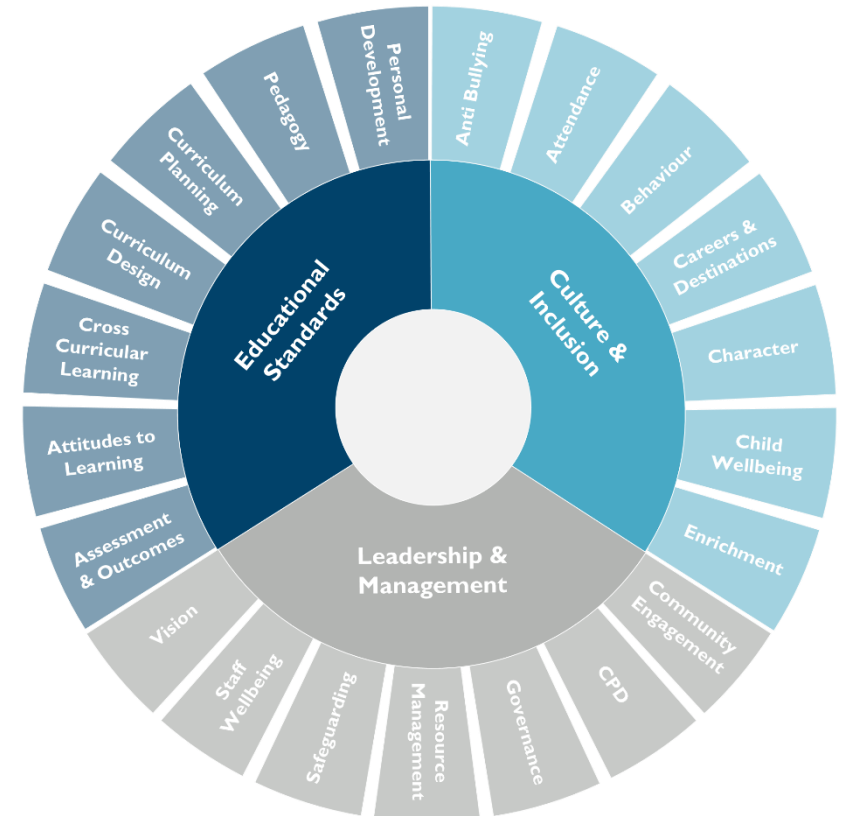 Educational
Standards
Culture &
Inclusion
Leadership &
Management
Anti Bullying
Attendance
Behaviour
Careers &
Destinations
Character
Child
Wellbeing
Enrichment
Community
Engagement
CPD
Governance
Resource
Management
Safeguarding
Staff
Wellbeing
Vision
Assessment
& Outcomes
Attitudes to
Learning
Cross
Curricular
Learning
Curriculum
Design
Curriculum
Planning
Pedagogy
Personal
Development